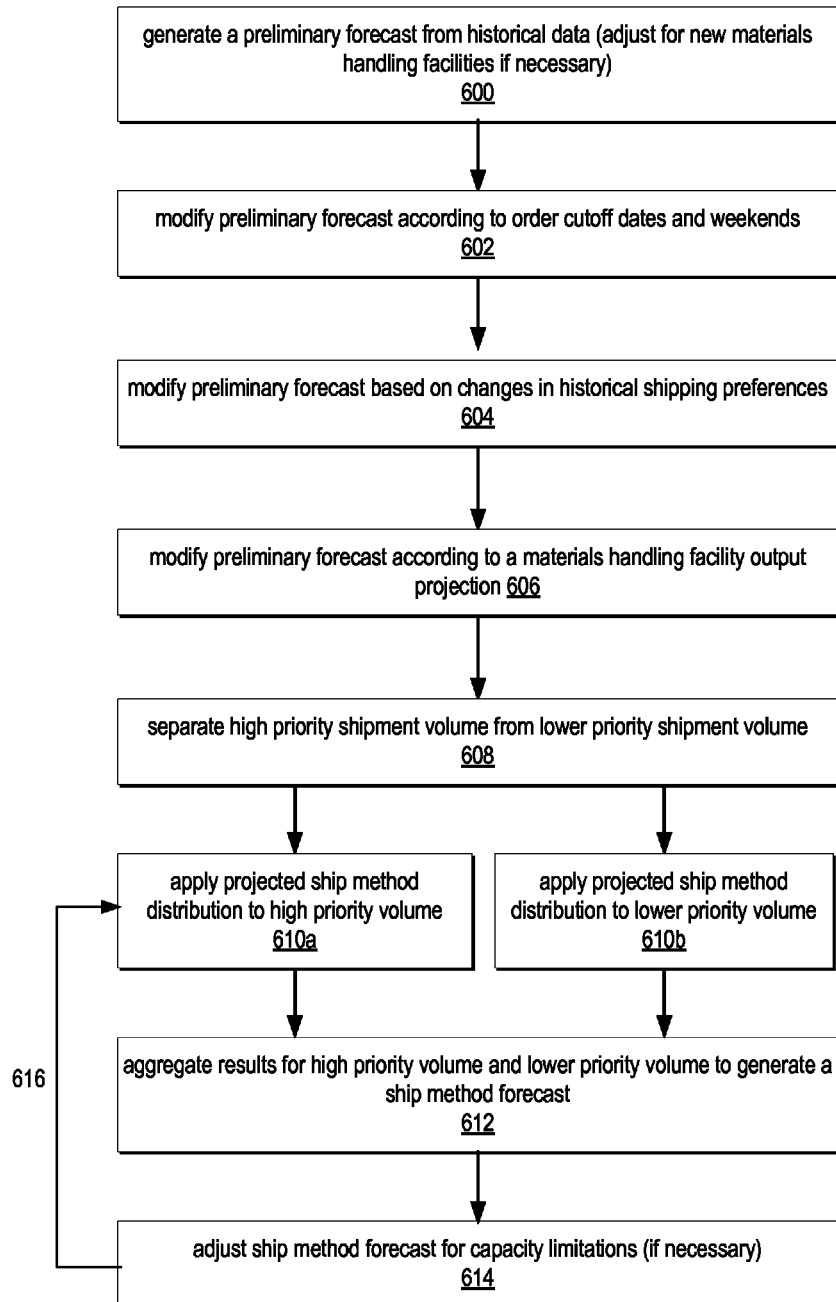 generate a preliminary forecast from historical data (adjust for new materials
handling facilities if necessary)
600
modify preliminary forecast according to order cutoff dates and weekends
602
modify preliminary forecast based on changes in historical shipping preferences
604
modify preliminary forecast according to a materials handling facility output
projection 606
separate high priority shipment volume from lower priority shipment volume
608
apply projected ship method
distribution to high priority volume
610a
apply projected ship method
distribution to lower priority volume
610b
616
aggregate results for high priority volume and lower priority volume to generate a
ship method forecast
612
adjust ship method forecast for capacity limitations (if necessary)
614